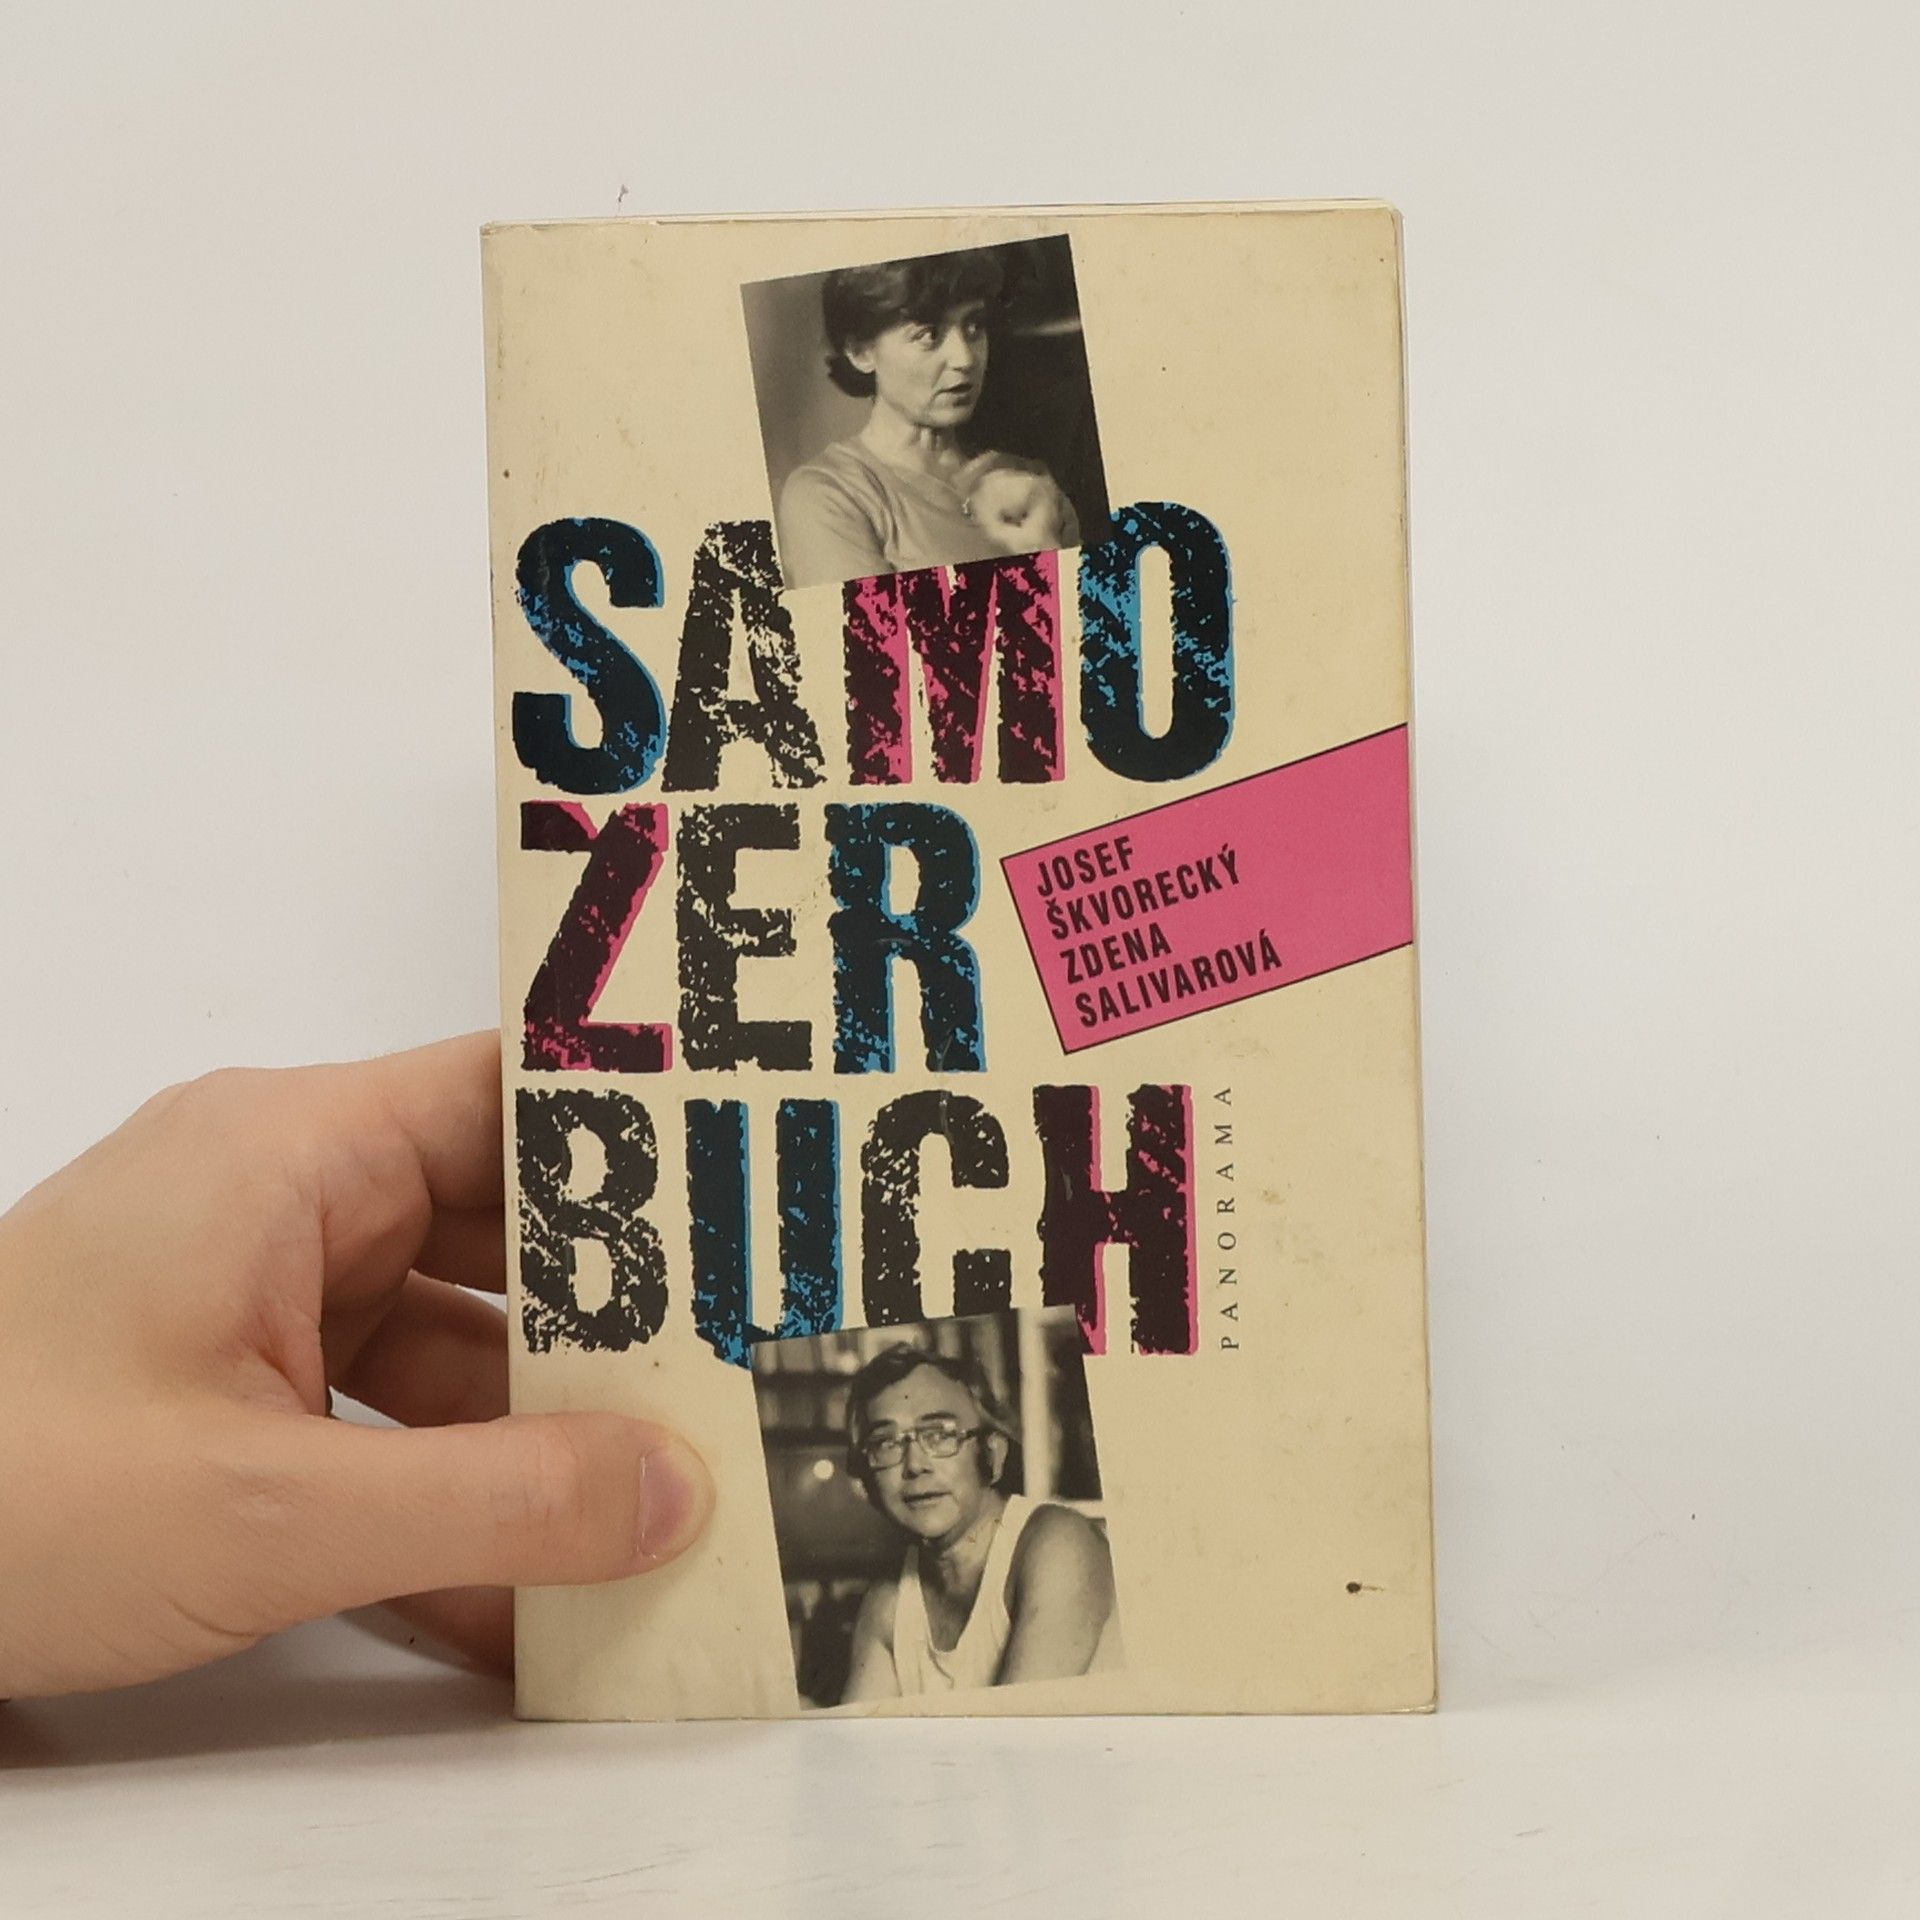 SAMO
ZER
BUCH
JOSEF
ŠKVORECKÝ
ZDENA
SALIVAROVÁ
PANORAMA